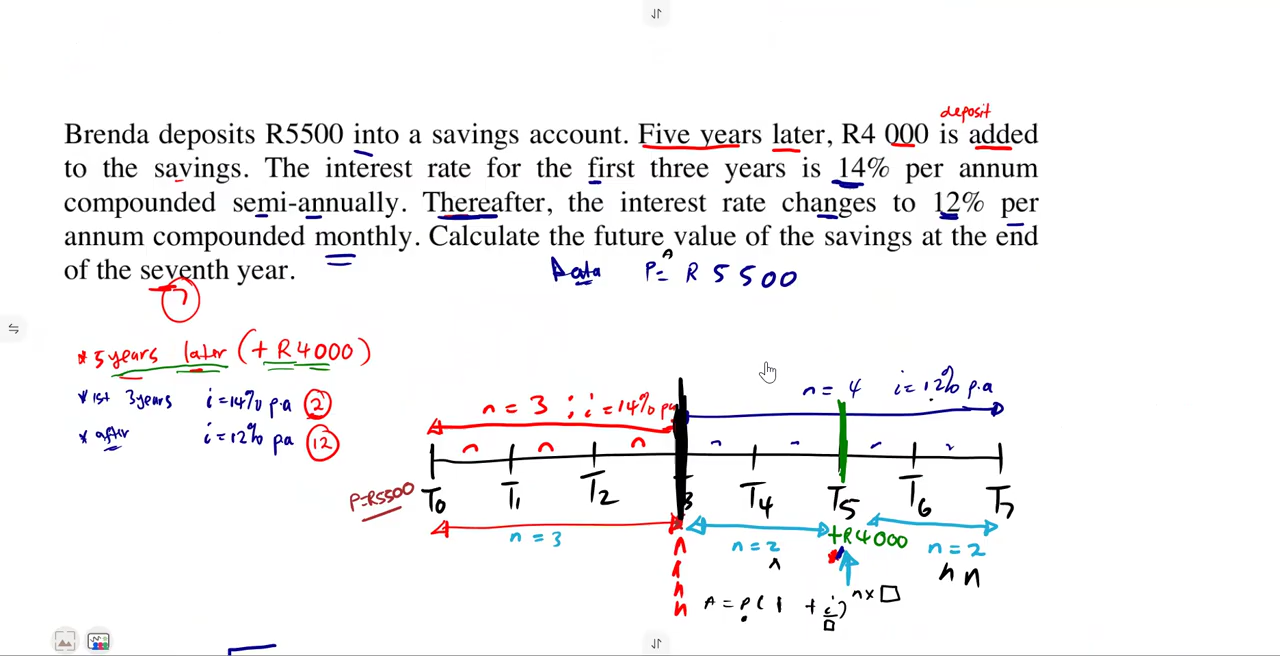 deposit
Brenda deposits R5500 into a savings account. Five years later, R4 000 is added
to the savings. The interest rate for the first three years is 14% per annum
compounded semi-annually. Thereafter, the interest rate changes to 12% per
annum compounded monthly. Calculate the future value of the savings at the end
of the seventh year.
7
Data P= R 5500
A
* 5 years later (+ R4000)
* 1st 3years i=14% p.a 2
* after i=12% pa 12
n = 3 ; i = 14% pa
n = 4 i = 12% p.a
P=R5500
T0 T1 T2 3 T4 T5 T6 T7
n = 3
n = 2
+R4000
n = 2
A = P(1 + i/□)^n×□